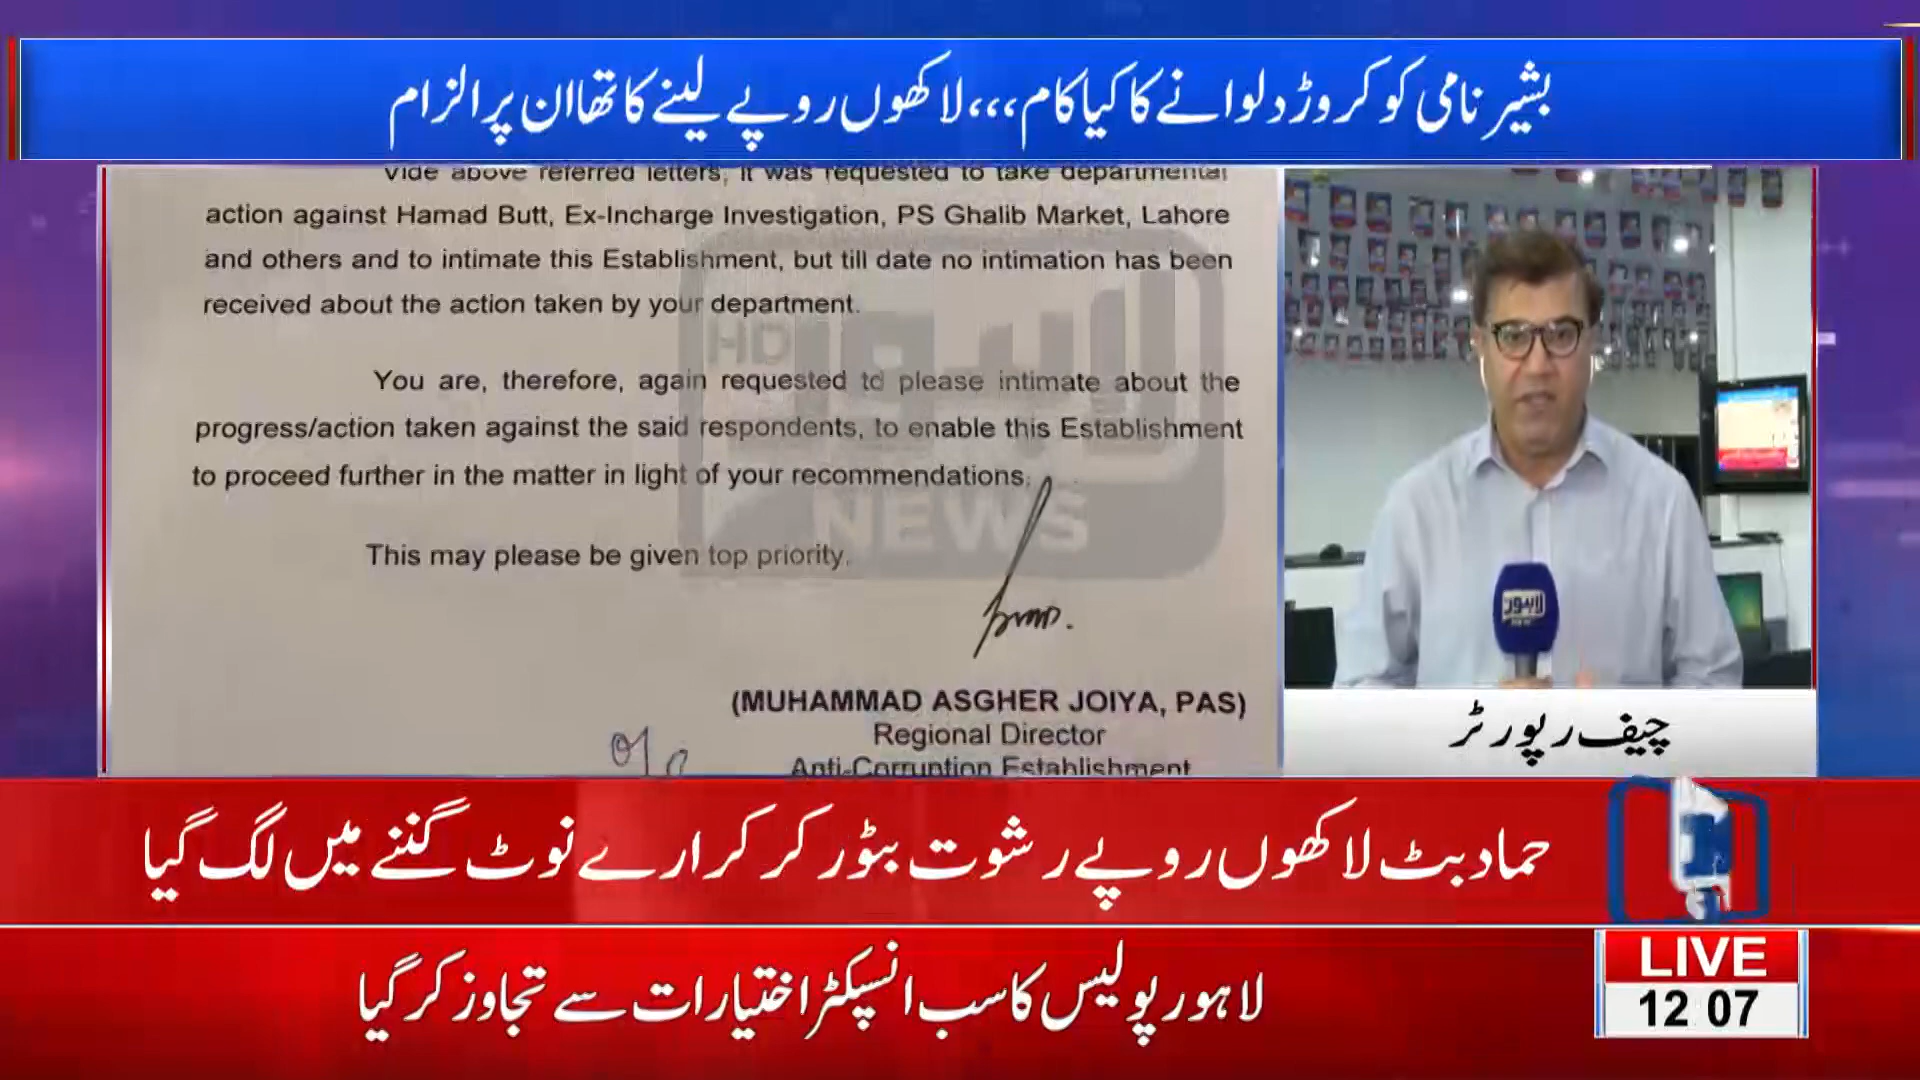 بشیر نامی کو کروڑ دلوانے کا کیا کام،،،لاکھوں روپے لینے کا تھا ان پر الزام
Vide above referred letters, it was requested to take departmental
action against Hamad Butt, Ex-Incharge Investigation, PS Ghalib Market, Lahore
and others and to intimate this Establishment, but till date no intimation has been
received about the action taken by your department.
You are, therefore, again requested to please intimate about the
progress/action taken against the said respondents, to enable this Establishment
to proceed further in the matter in light of your recommendations.
This may please be given top priority.
(MUHAMMAD ASGHER JOIYA, PAS)
Regional Director
Anti-Corruption Establishment
HD
لاہور
NEWS
لاہور
چیف رپورٹر
حماد بٹ لاکھوں روپے رشوت بٹور کر کرارے نوٹ گننے میں لگ گیا
لاہور پولیس کا سب انسپکٹر اختیارات سے تجاوز کر گیا
LIVE
12 07